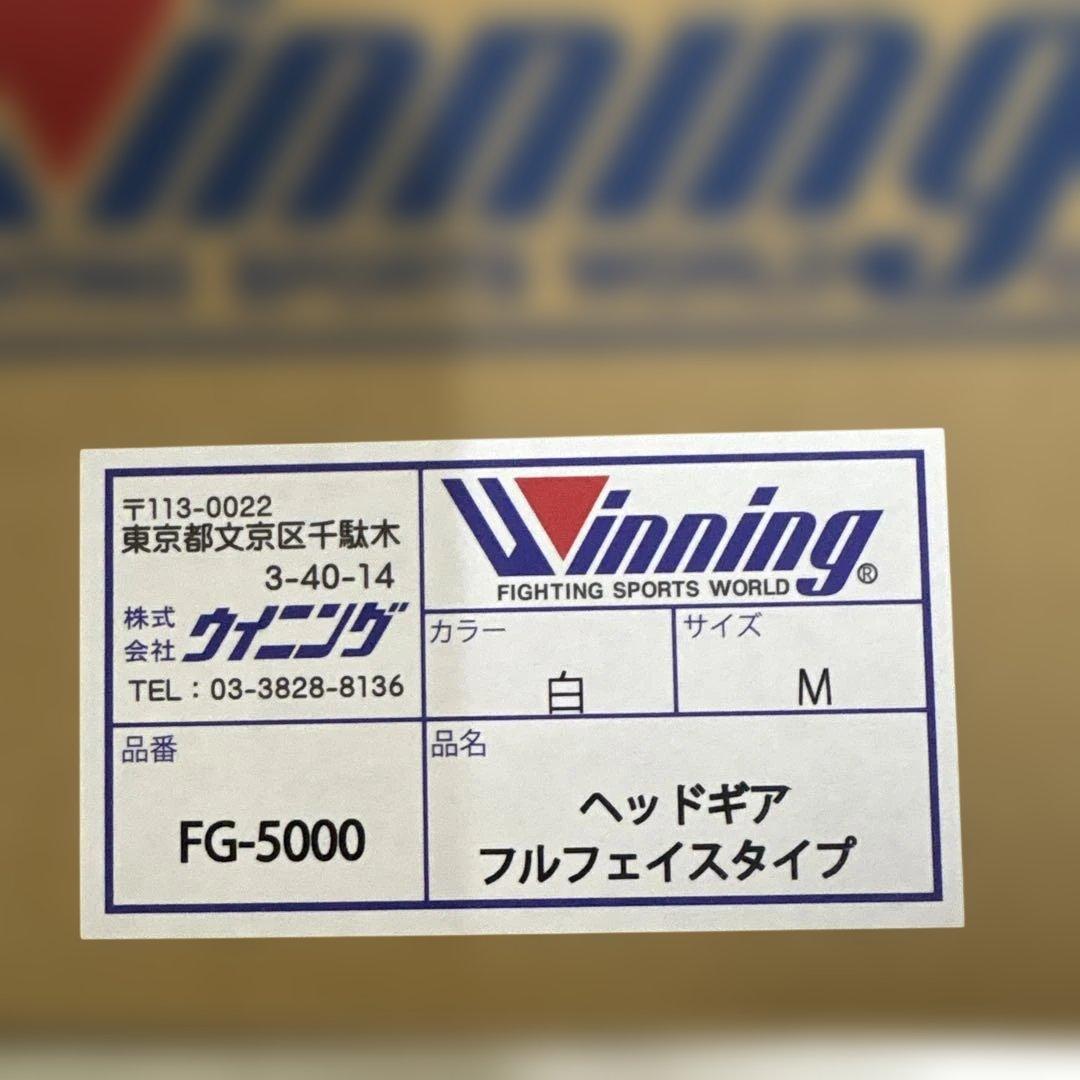 Winning
〒113-0022
東京都文京区千駄木
3-40-14
株式
会社
ウイニング
TEL：03-3828-8136
Winning®
FIGHTING SPORTS WORLD
カラー
白
サイズ
M
品番
FG-5000
品名
ヘッドギア
フルフェイスタイプ